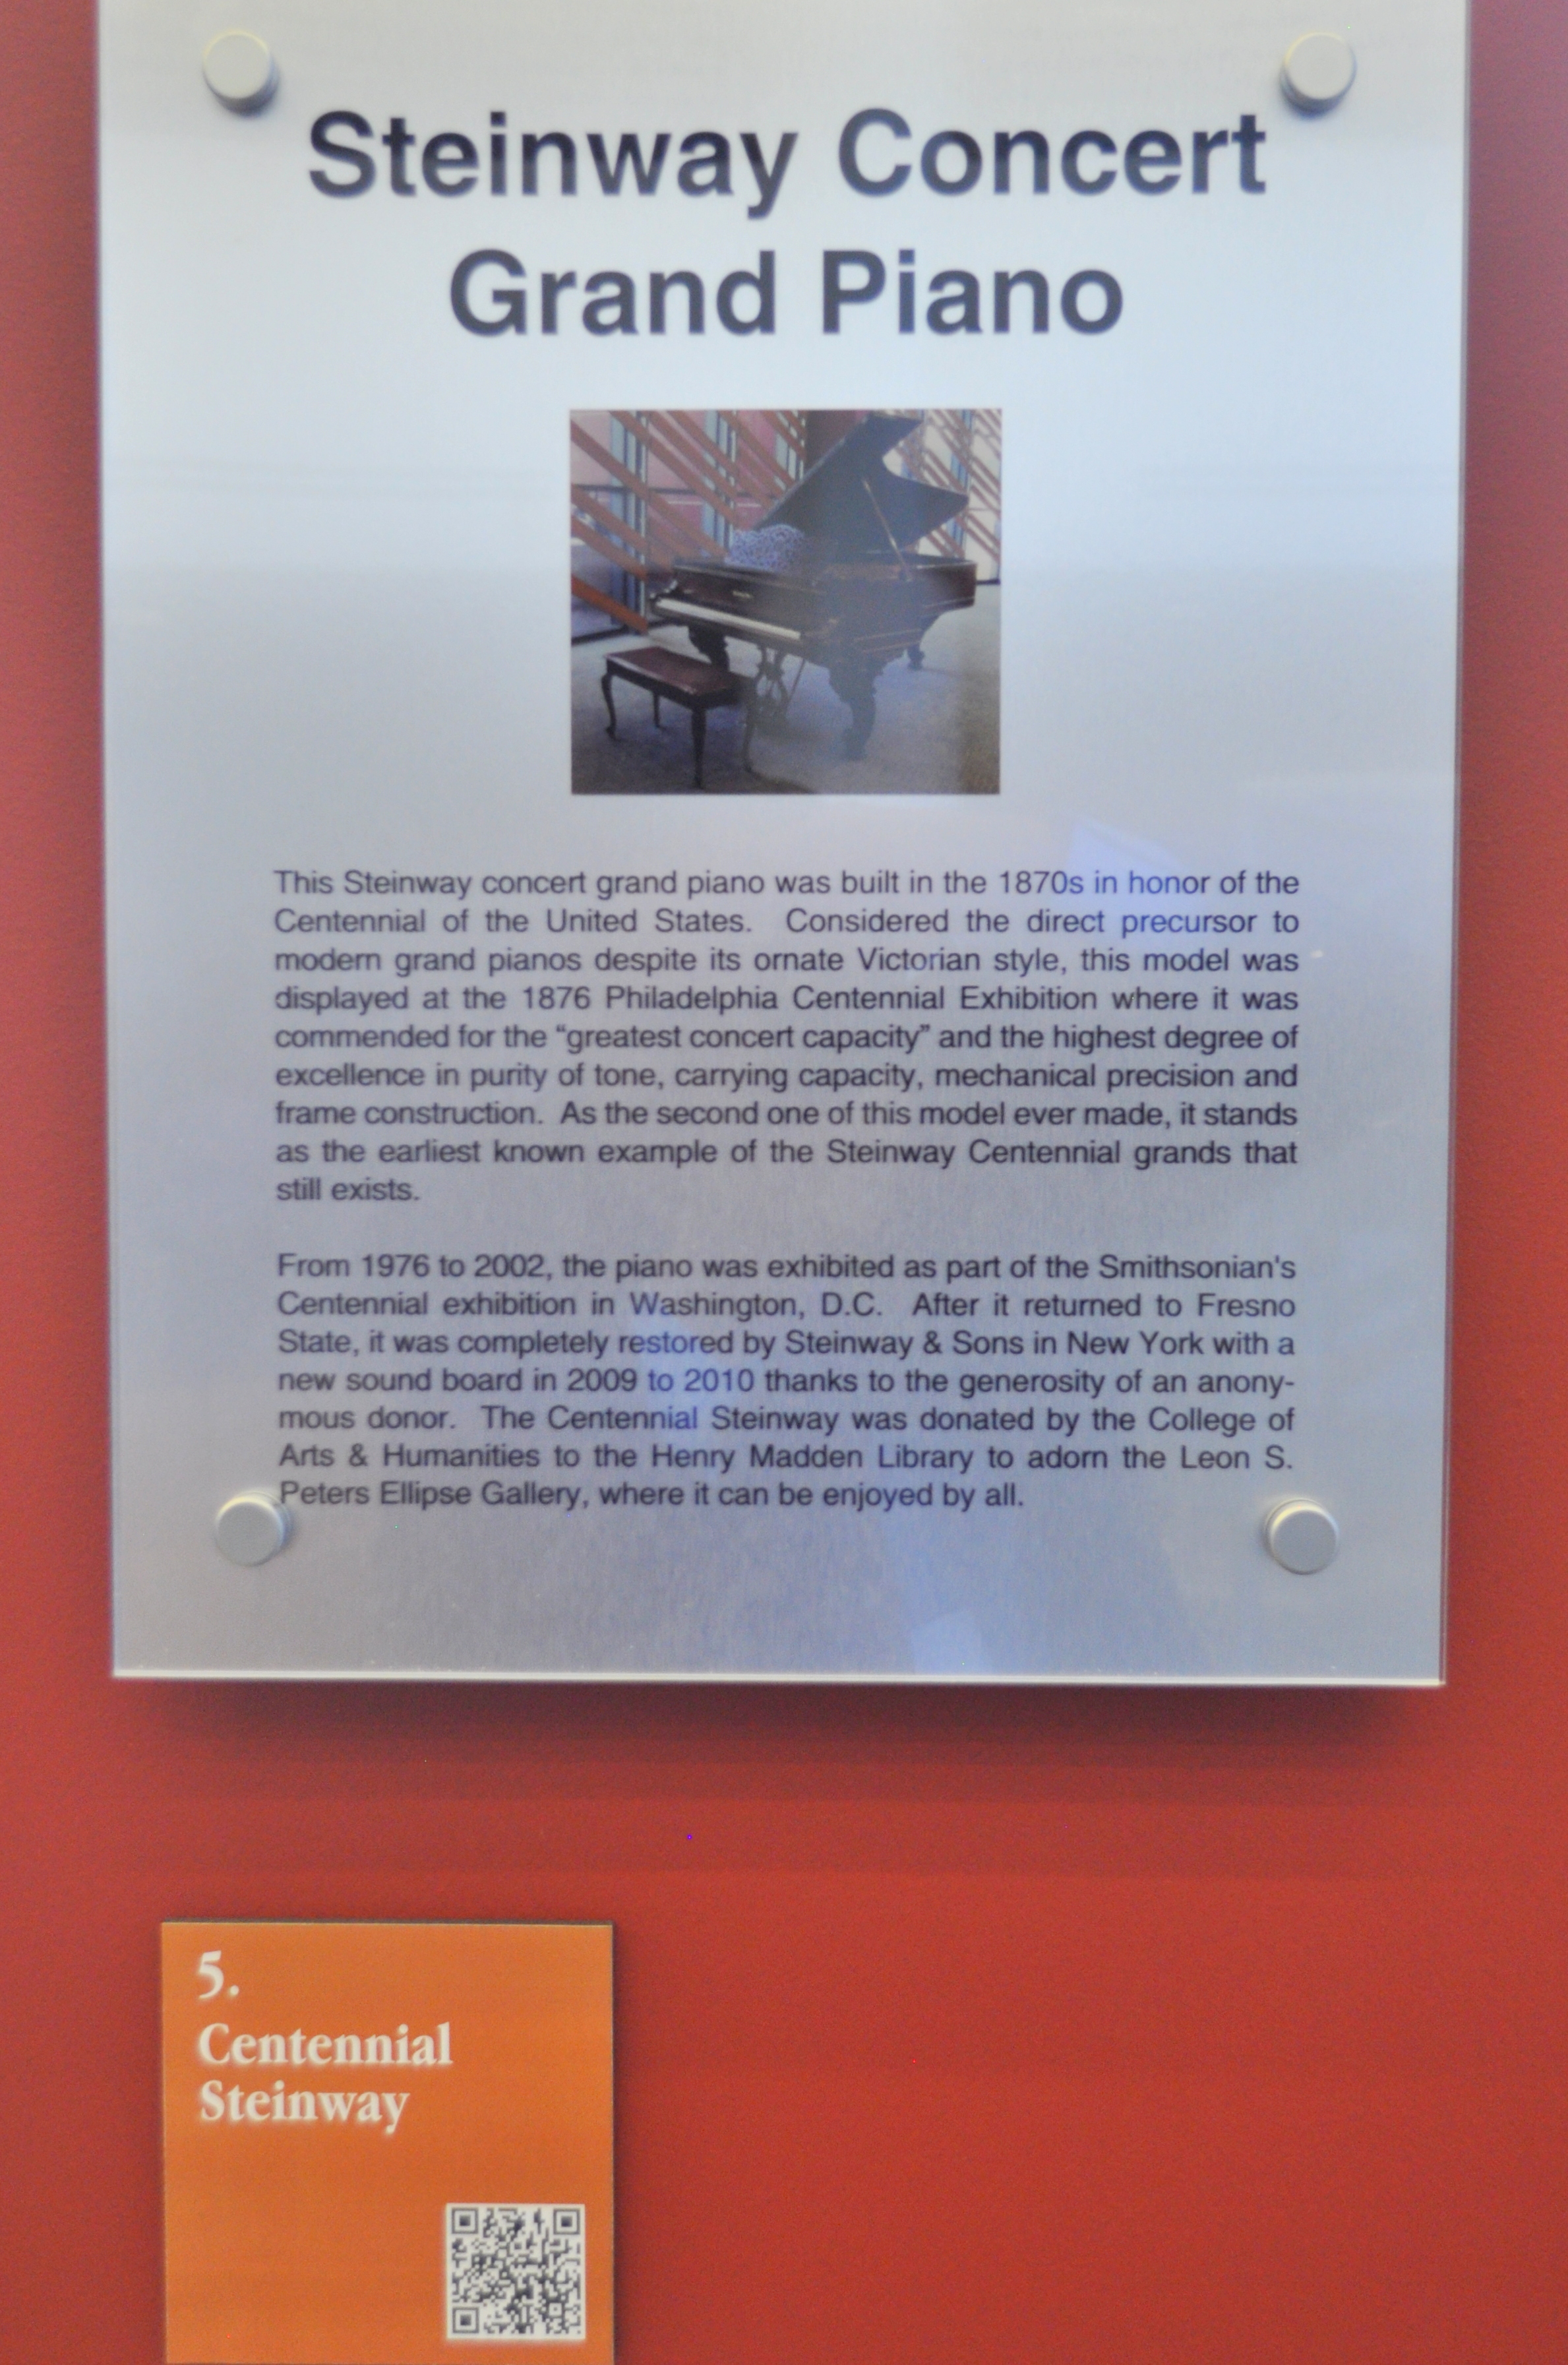 Steinway Concert
Grand Piano
This Steinway concert grand piano was built in the 1870s in honor of the
Centennial of the United States. Considered the direct precursor to
modern grand pianos despite its ornate Victorian style, this model was
displayed at the 1876 Philadelphia Centennial Exhibition where it was
commended for the “greatest concert capacity” and the highest degree of
excellence in purity of tone, carrying capacity, mechanical precision and
frame construction. As the second one of this model ever made, it stands
as the earliest known example of the Steinway Centennial grands that
still exists.
From 1976 to 2002, the piano was exhibited as part of the Smithsonian's
Centennial exhibition in Washington, D.C. After it returned to Fresno
State, it was completely restored by Steinway & Sons in New York with a
new sound board in 2009 to 2010 thanks to the generosity of an anony-
mous donor. The Centennial Steinway was donated by the College of
Arts & Humanities to the Henry Madden Library to adorn the Leon S.
Peters Ellipse Gallery, where it can be enjoyed by all.
5.
Centennial
Steinway